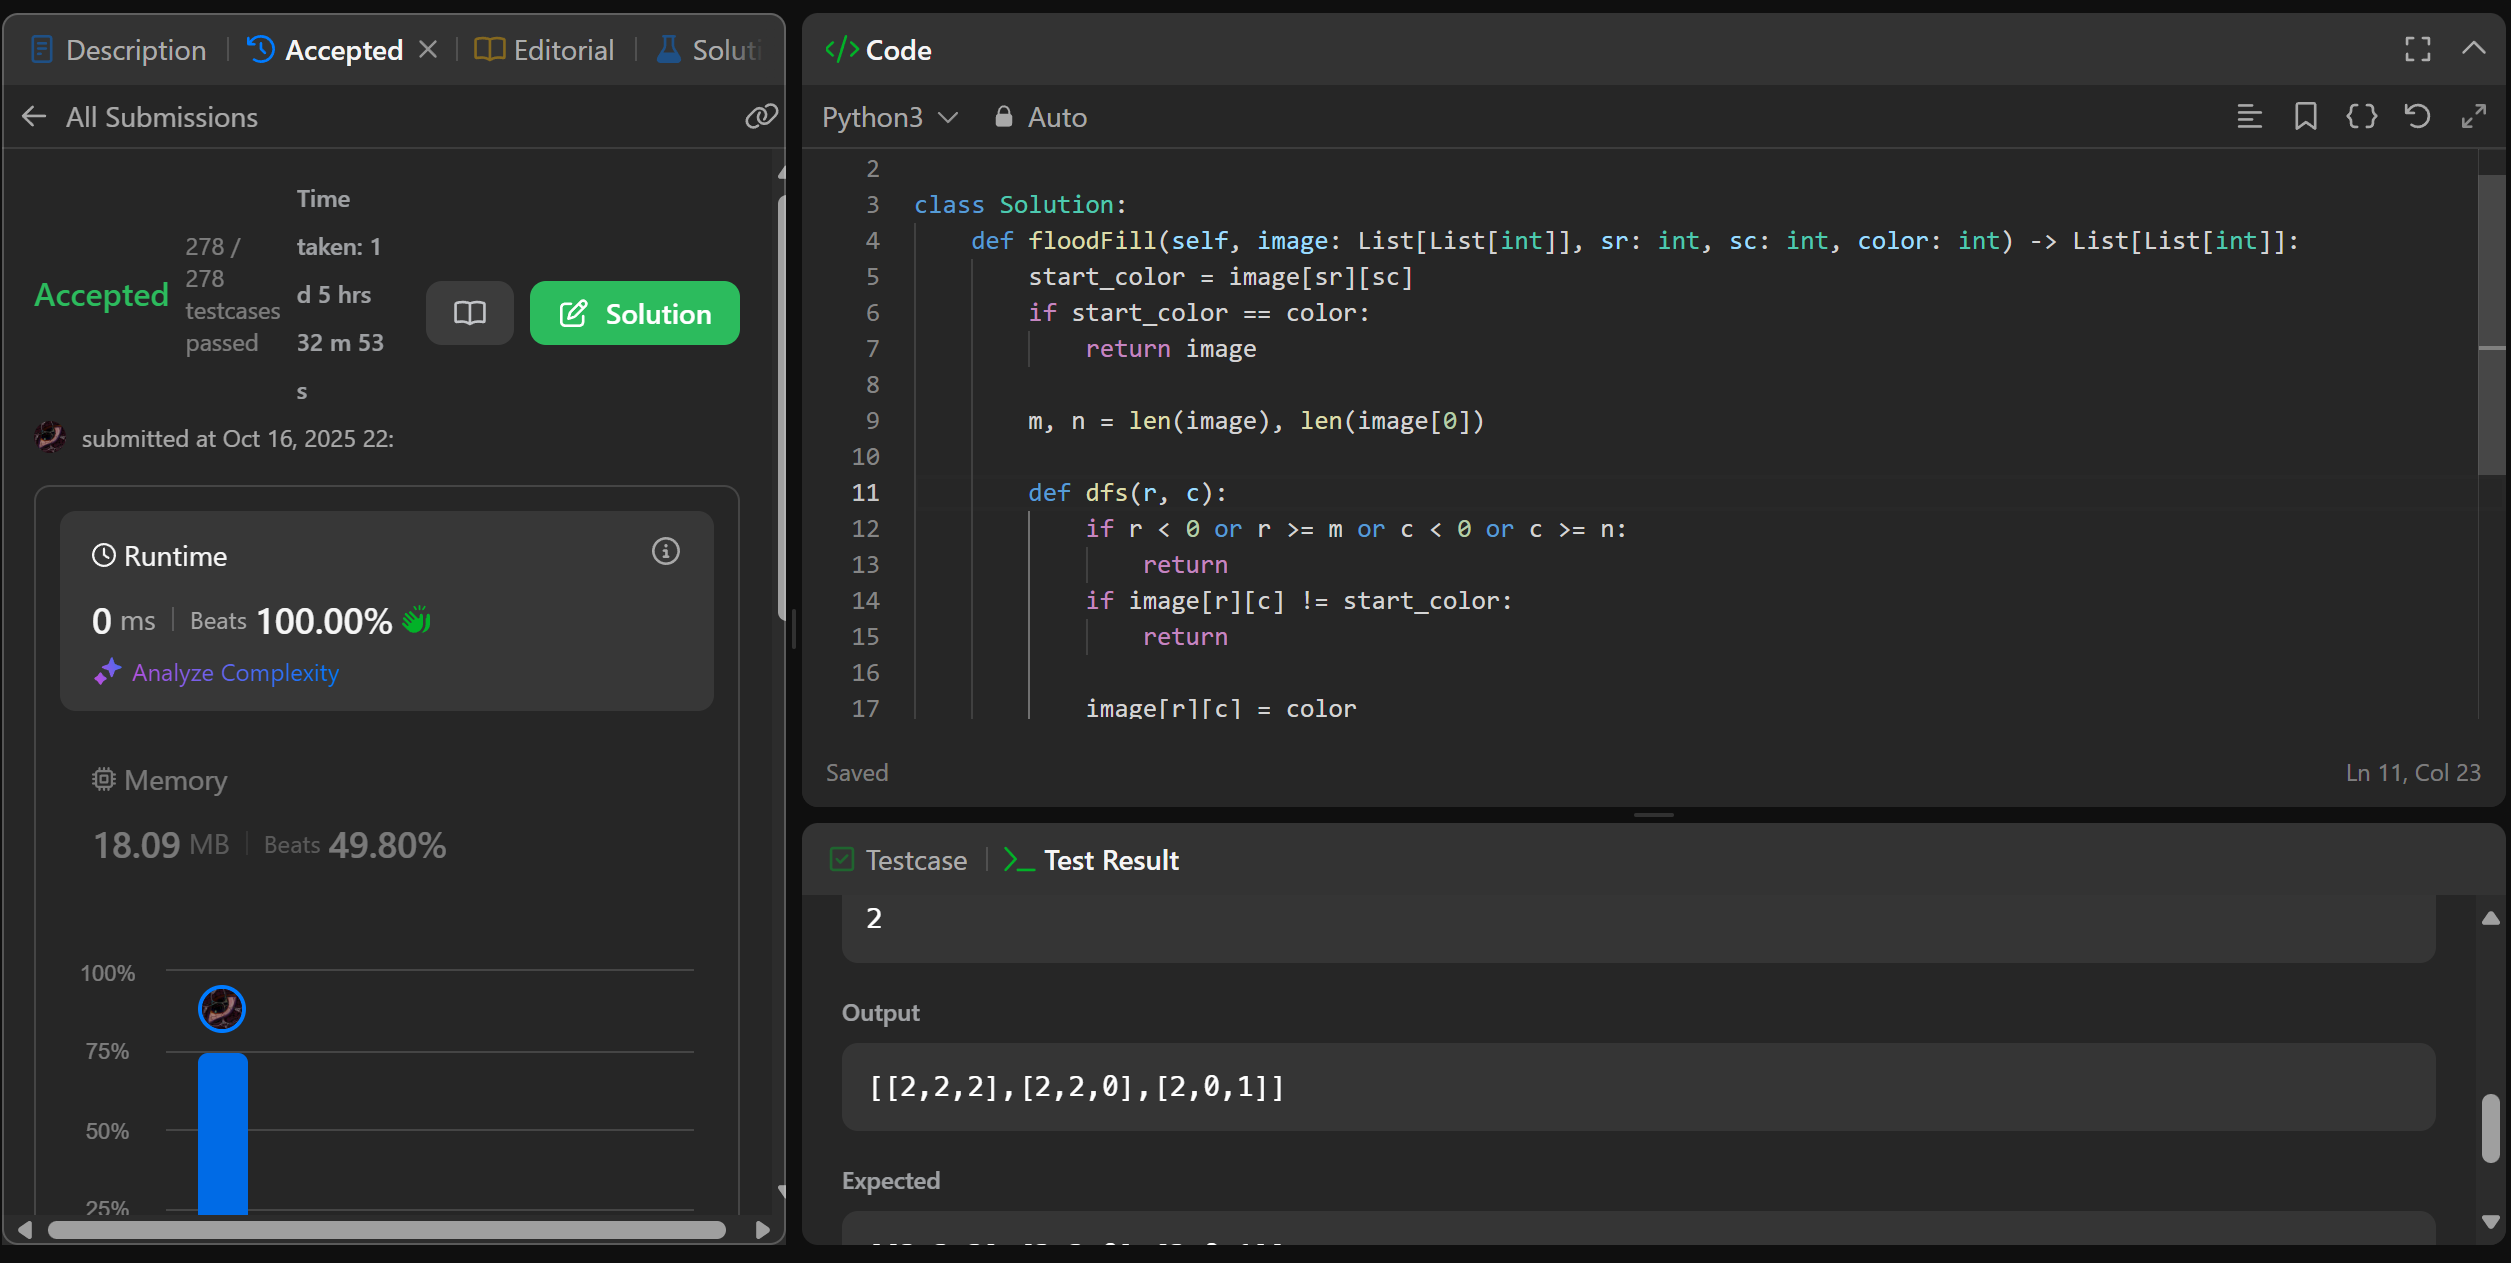 Description
Accepted
Editorial
Soluti
All Submissions
Accepted
278 /
278
testcases
passed
Time
taken: 1
d 5 hrs
32 m 53
s
Solution
submitted at Oct 16, 2025 22:
Runtime
0 ms
Beats 100.00%
Analyze Complexity
Memory
18.09 MB
Beats 49.80%
100%
75%
50%
25%
</> Code
Python3
Auto
2
3 class Solution:
4 def floodFill(self, image: List[List[int]], sr: int, sc: int, color: int) -> List[List[int]]:
5 start_color = image[sr][sc]
6 if start_color == color:
7 return image
8
9 m, n = len(image), len(image[0])
10
11 def dfs(r, c):
12 if r < 0 or r >= m or c < 0 or c >= n:
13 return
14 if image[r][c] != start_color:
15 return
16
17 image[r][c] = color
Saved
Ln 11, Col 23
Testcase
Test Result
2
Output
[[2,2,2],[2,2,0],[2,0,1]]
Expected